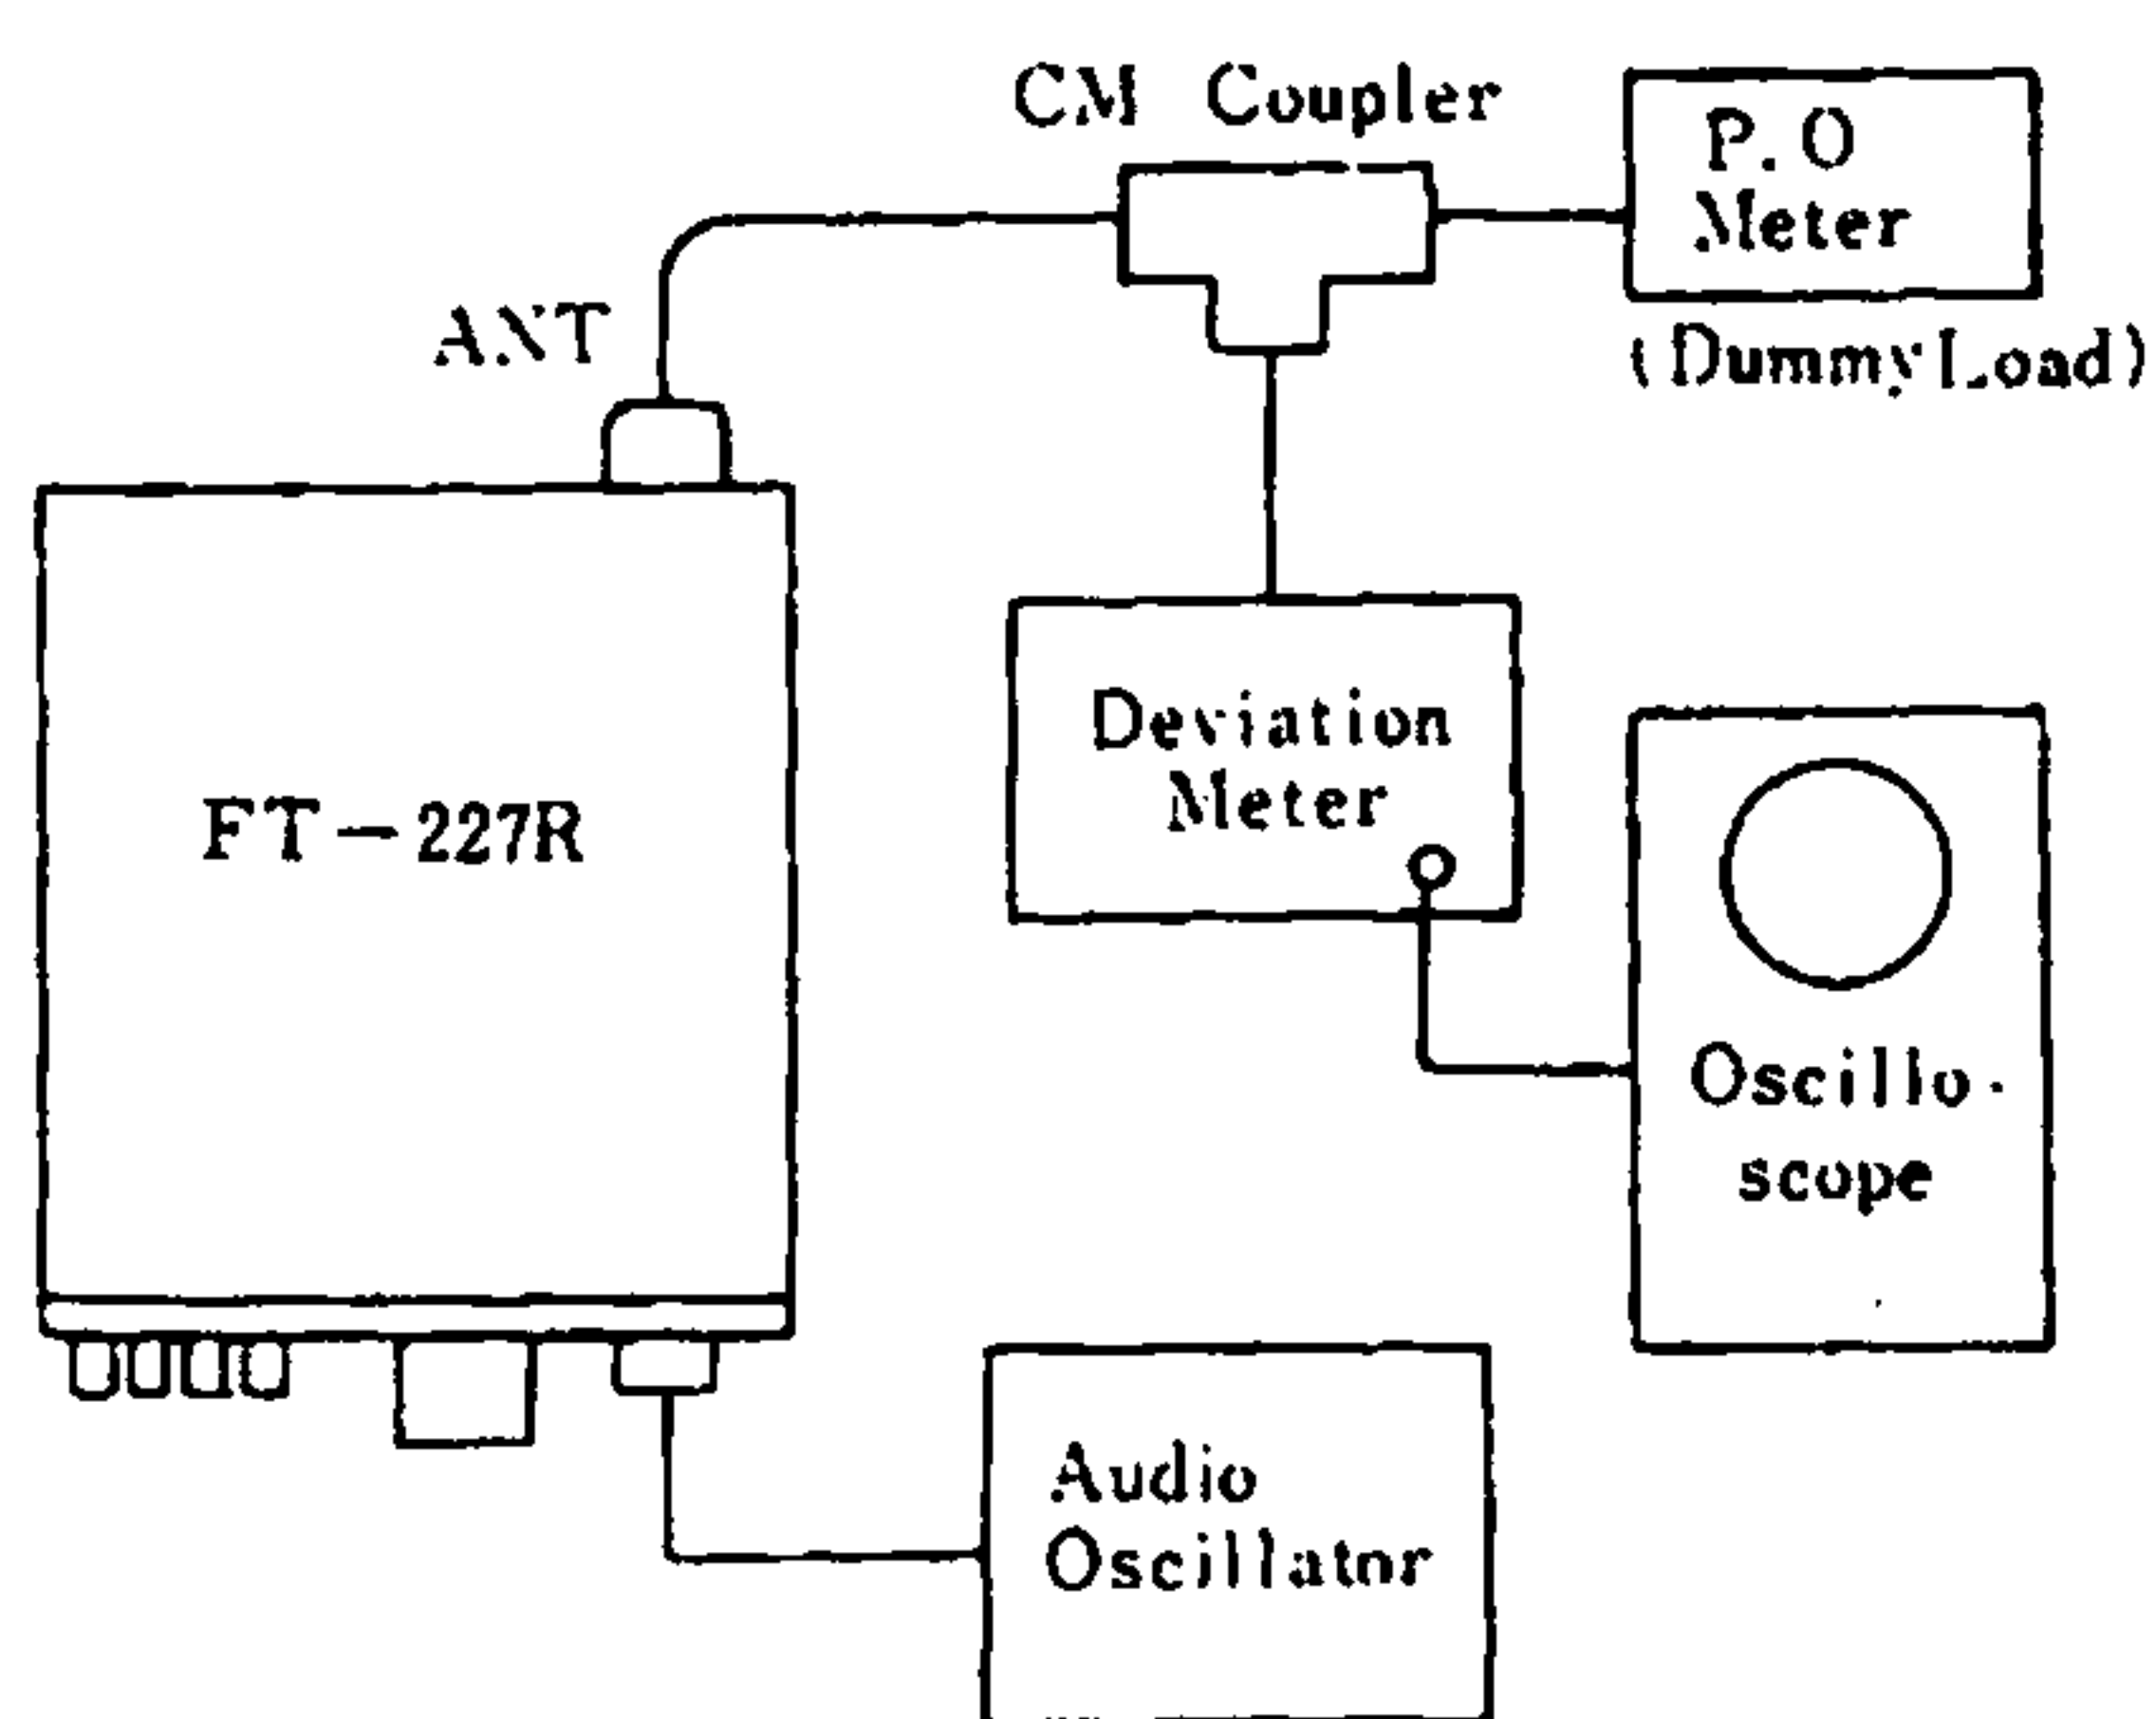 CM Coupler
P.O
Meter
(Dummy Load)
ANT
FT-227R
Deviation
Meter
Oscillo-
scope
Audio
Oscillator